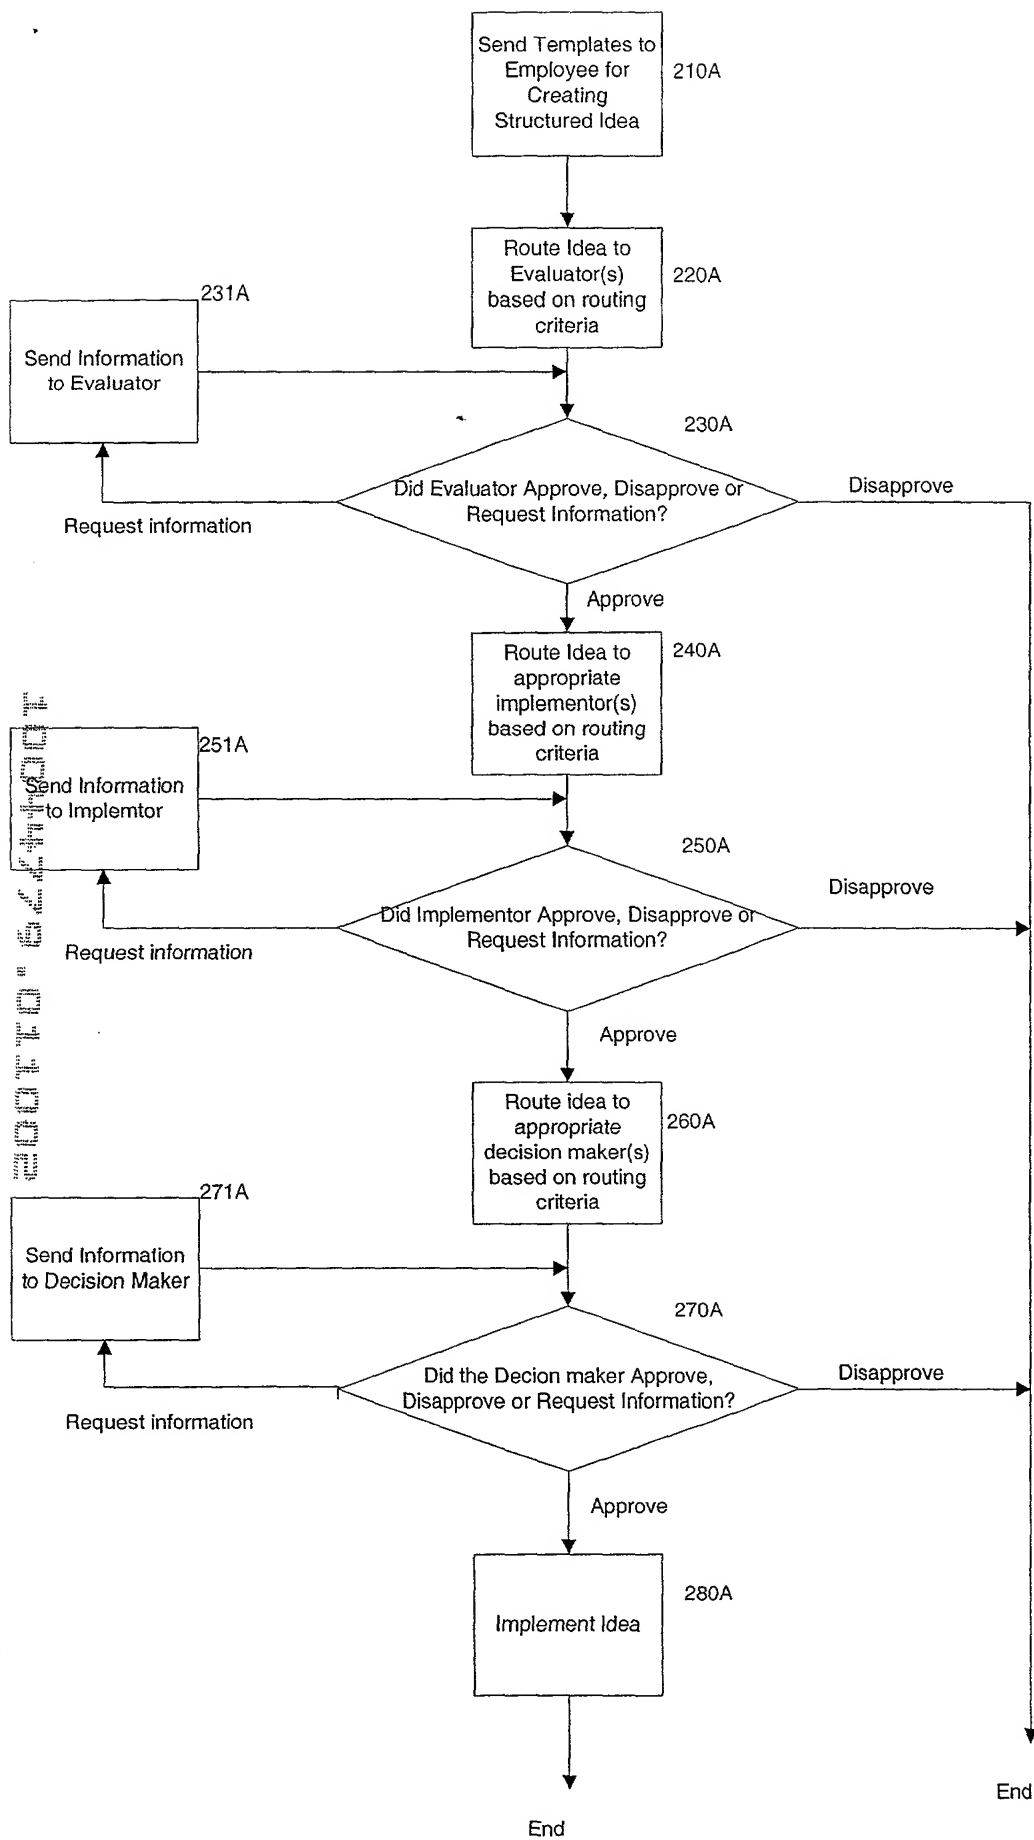 Send Templates to
Employee for
Creating
Structured Idea
210A
Route Idea to
Evaluator(s)
based on routing
criteria
220A
231A
Send Information
to Evaluator
230A
Did Evaluator Approve, Disapprove or
Request Information?
Disapprove
Request information
Approve
Route Idea to
appropriate
implementor(s)
based on routing
criteria
240A
251A
Send Information
to Implemtor
250A
Did Implementor Approve, Disapprove or
Request Information?
Disapprove
Request information
Approve
Route idea to
appropriate
decision maker(s)
based on routing
criteria
260A
271A
Send Information
to Decision Maker
270A
Did the Decion maker Approve,
Disapprove or Request Information?
Disapprove
Request information
Approve
Implement Idea
280A
End
End